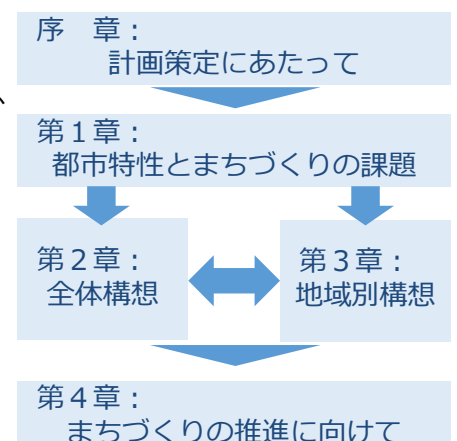 序　章：
計画策定にあたって
、
第１章：
都市特性とまちづくりの課題
第２章：
全体構想
第３章：
地域別構想
第４章：
まちづくりの推進に向けて